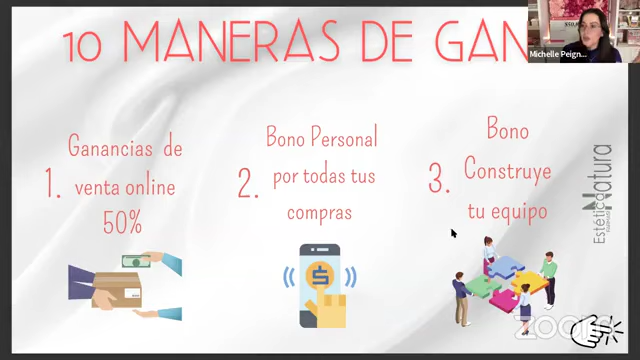 10 MANERAS DE GAN
Michelle Peign...
1. Ganancias de
venta online
50%
2. Bono Personal
por todas tus
compras
3. Bono
Construye
tu equipo
Estética
Natura
zoom